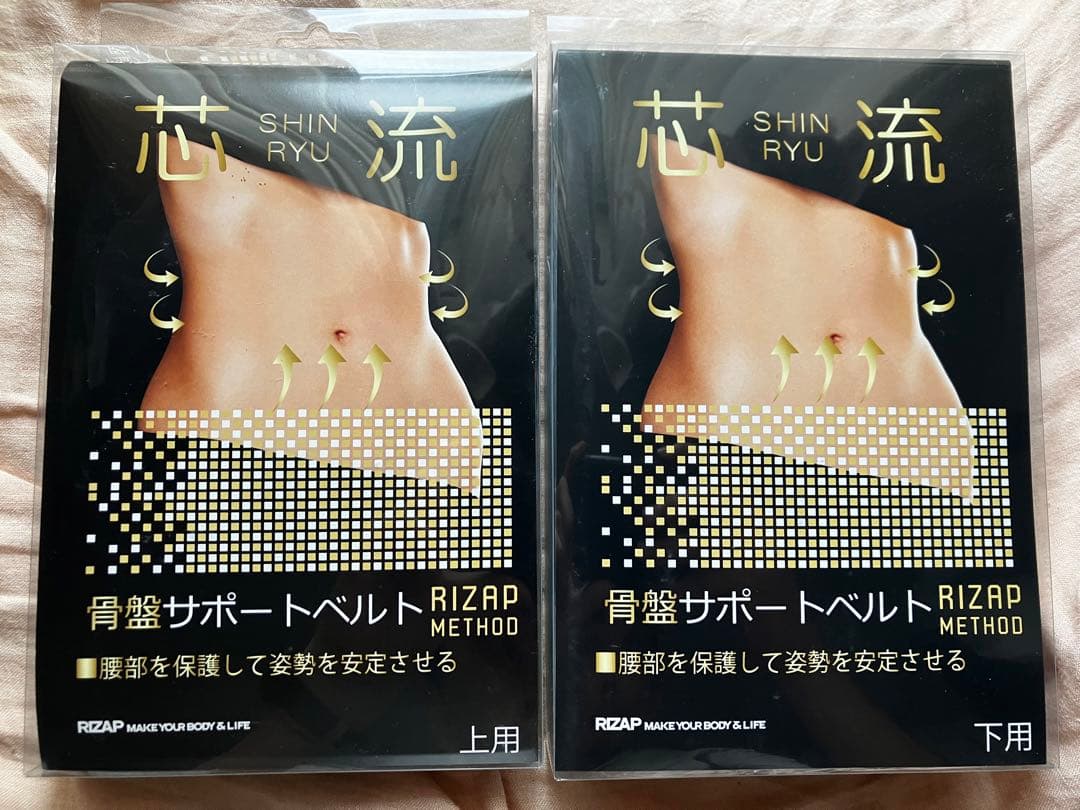 芯 SHIN RYU 流
骨盤サポートベルト RIZAP METHOD
腰部を保護して姿勢を安定させる
RIZAP MAKE YOUR BODY & LIFE
上用
芯 SHIN RYU 流
骨盤サポートベルト RIZAP METHOD
腰部を保護して姿勢を安定させる
RIZAP MAKE YOUR BODY & LIFE
下用